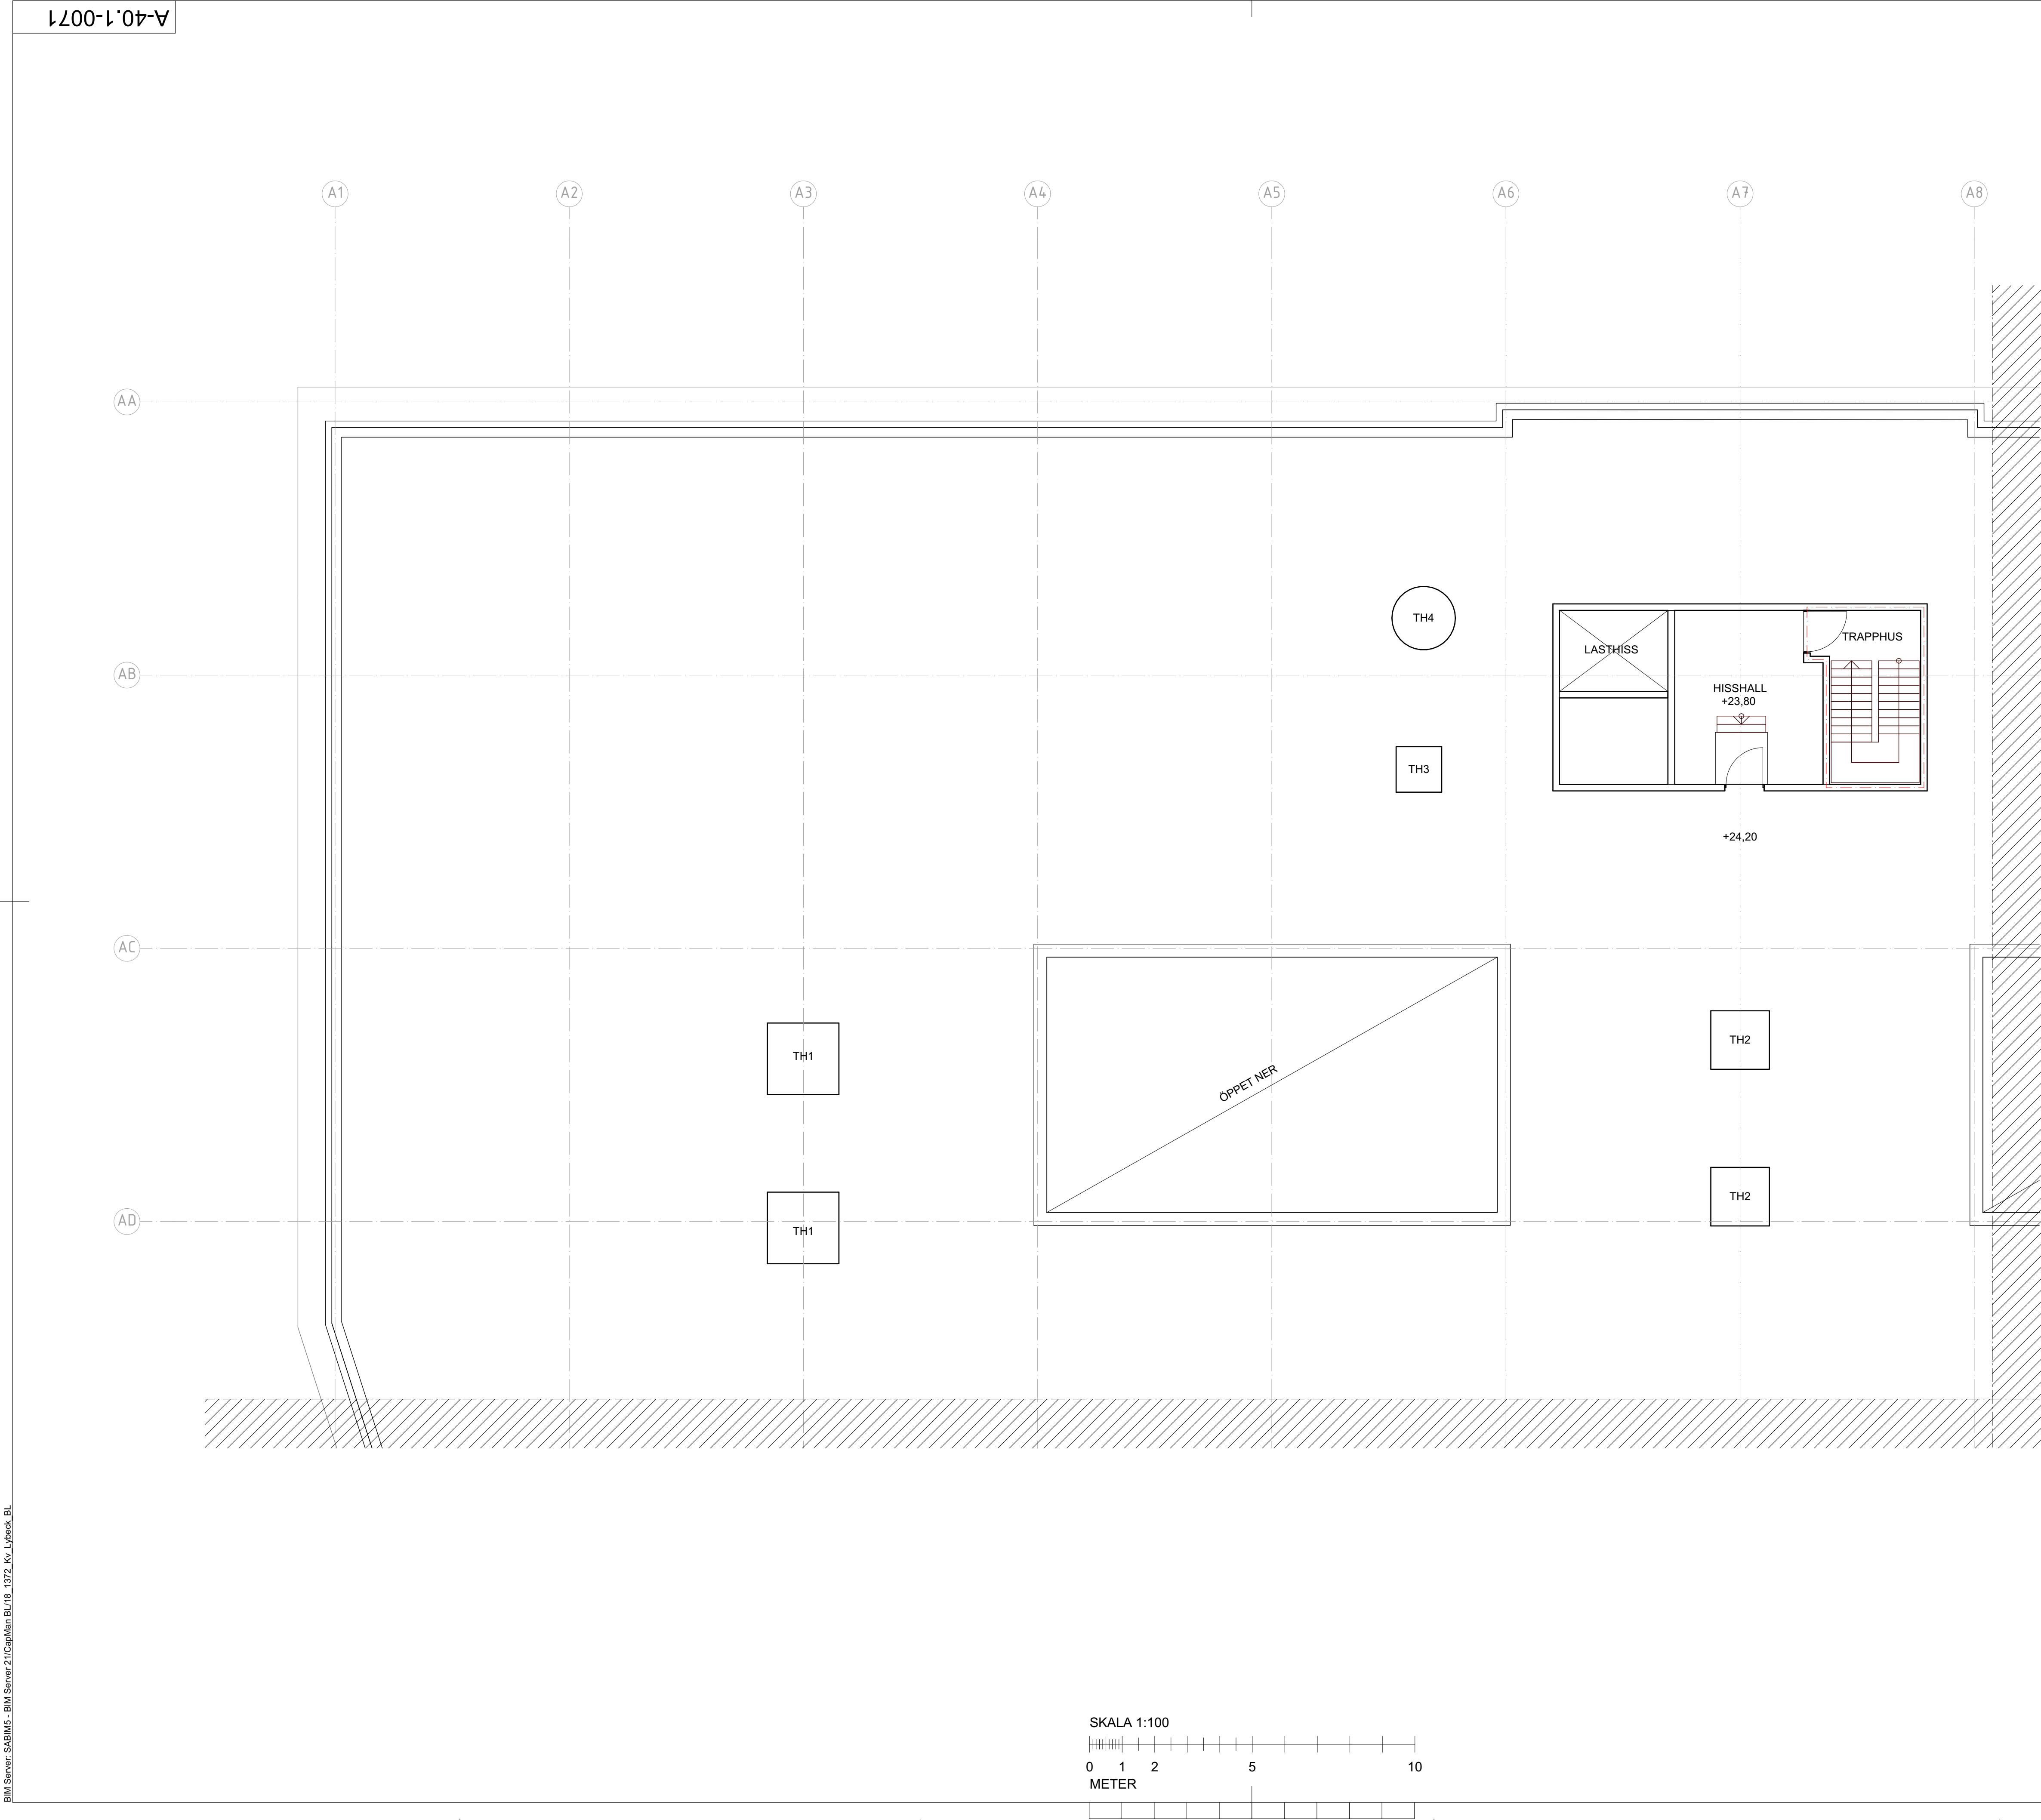 A-40.1-0071
A1
A2
A3
A4
A5
A6
A7
A8
AA
TH4
TRAPPHUS
LASTHISS
AB
HISSHALL
+23,80
TH3
+24,20
AC
TH2
TH1
ÖPPET NER
TH2
AD
TH1
BIM Server: SABIM5 - BIM Server 21/CapMan BL/18_1372_Kv_Lybeck_BL
SKALA 1:100
0 1 2 5 10
METER